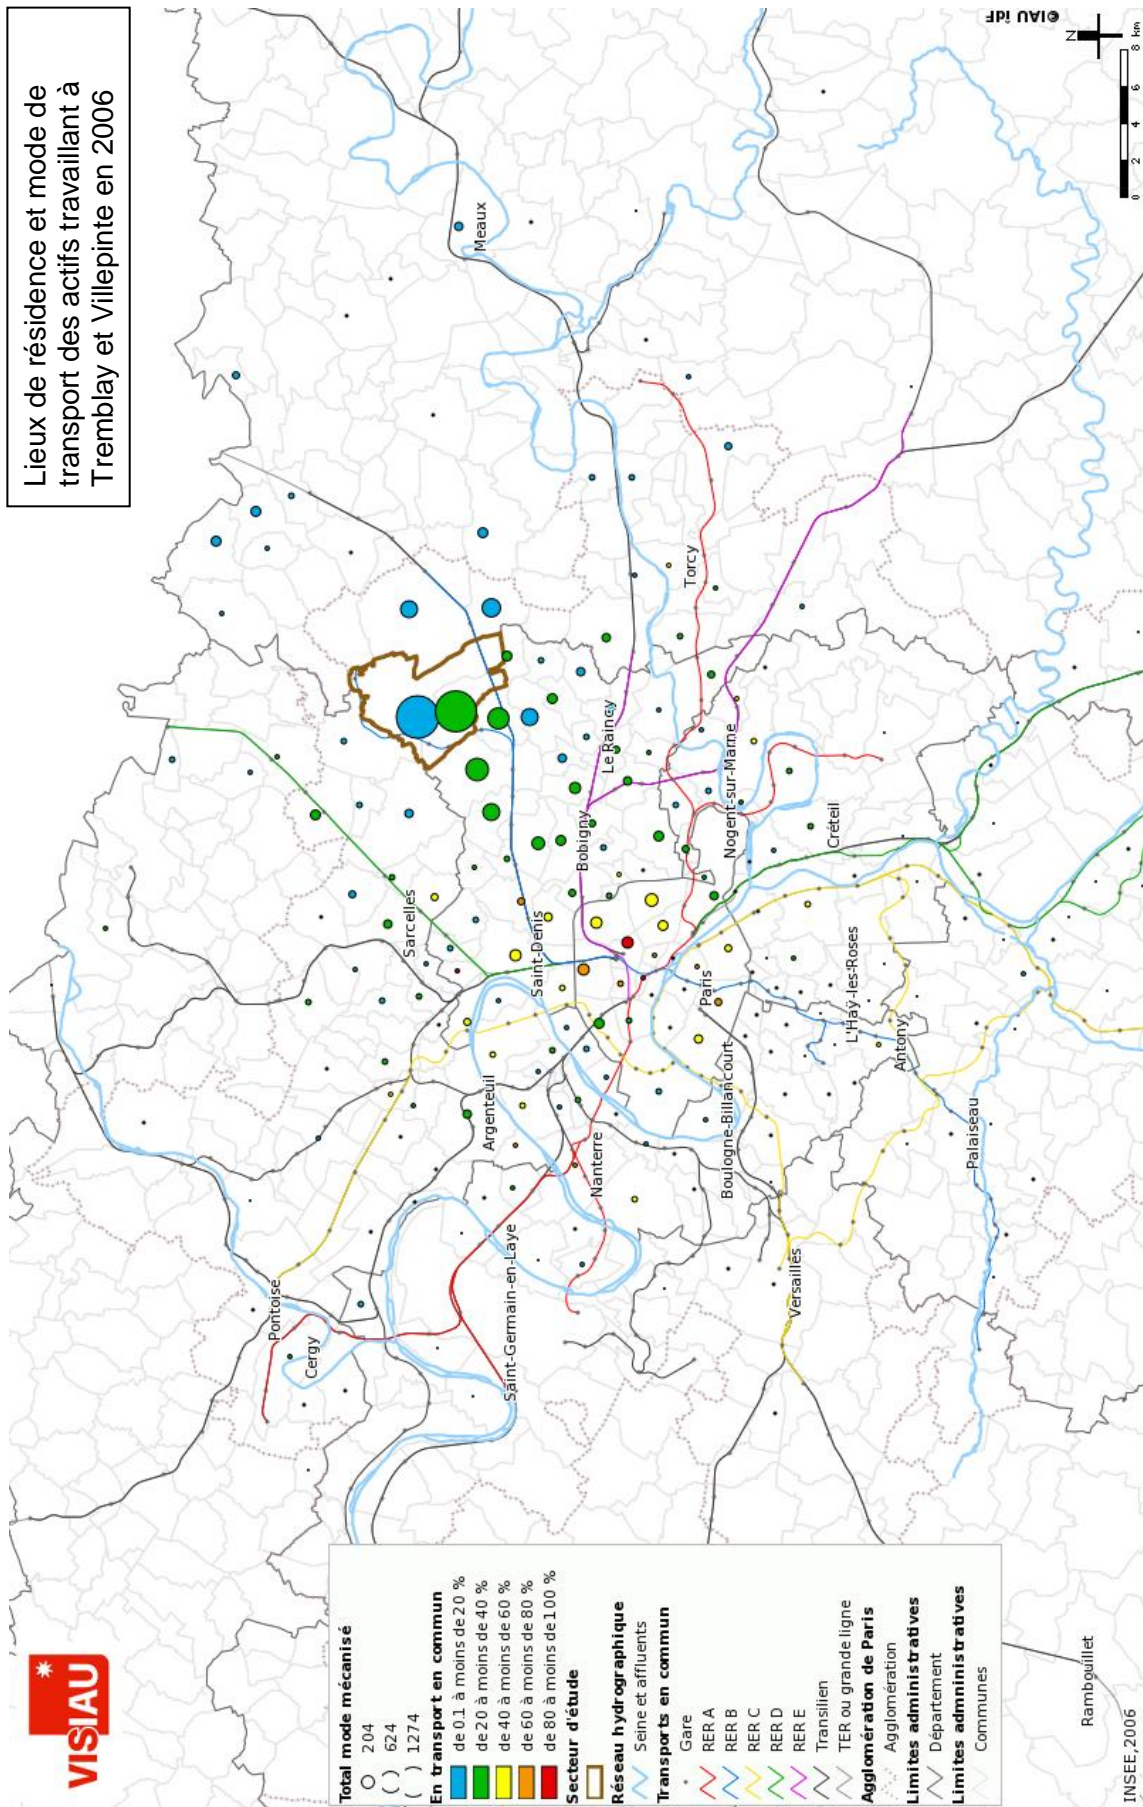 Lieux de résidence et mode de
transport des actifs travaillant à
Tremblay et Villepinte en 2006
VISIAU
Total mode mécanisé
204
624
1274
En transport en commun
de 0.1 à moins de 20 %
de 20 à moins de 40 %
de 40 à moins de 60 %
de 60 à moins de 80 %
de 80 à moins de 100 %
Secteur d'étude
Réseau hydrographique
Seine et affluents
Transports en commun
Gare
RER A
RER B
RER C
RER D
RER E
Transilien
TER ou grande ligne
Agglomération de Paris
Agglomération
Limites administratives
Département
Limites admninistratives
Communes
INSEE,2006
Rambouillet
Pontoise
Cergy
Saint-Germain-en-Laye
Versailles
Argenteuil
Nanterre
Boulogne-Billancourt
Palaiseau
Antony
L'Haÿ-les-Roses
Paris
Sarcelles
Saint-Denis
Bobigny
Le Raincy
Nogent-sur-Marne
Créteil
Torcy
Meaux
©IAU îdF
N
0 2 4 6 8 km